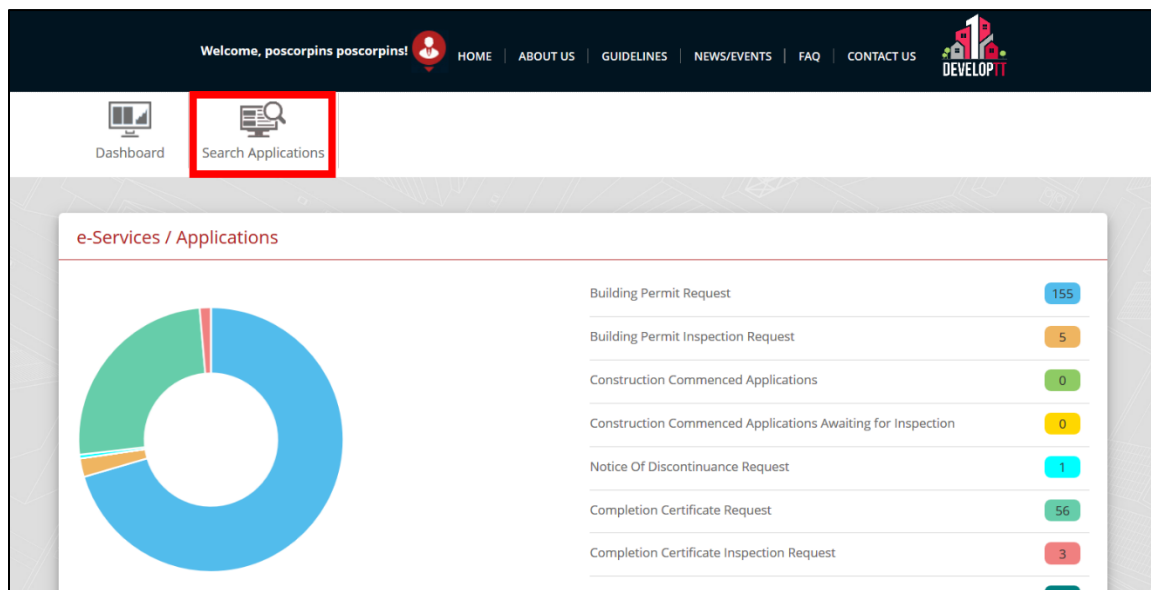 Welcome, poscorpins poscorpins! HOME ABOUT US GUIDELINES NEWS/EVENTS FAQ CONTACT US
DEVELOPTT
Dashboard Search Applications
e-Services / Applications
Building Permit Request 155
Building Permit Inspection Request 5
Construction Commenced Applications 0
Construction Commenced Applications Awaiting for Inspection 0
Notice Of Discontinuance Request 1
Completion Certificate Request 56
Completion Certificate Inspection Request 3